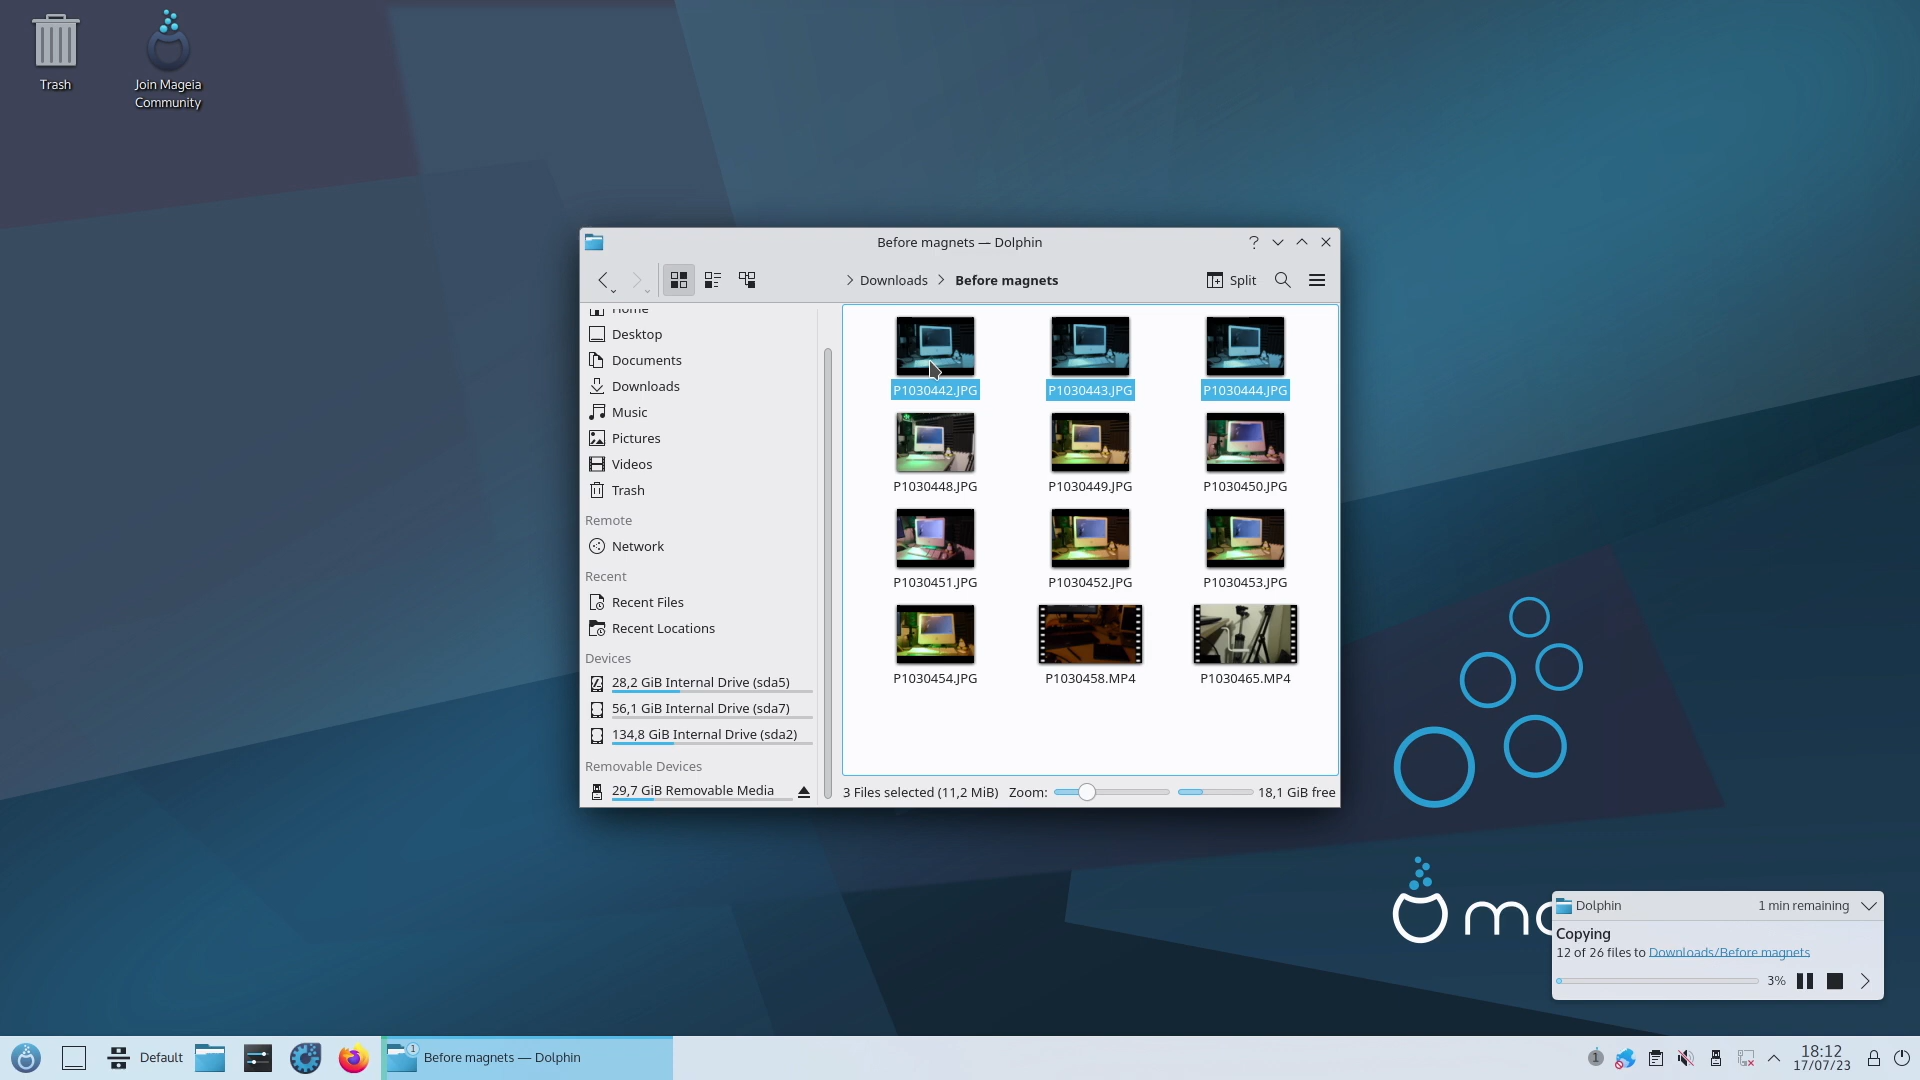 Trash
Join Mageia
Community
Before magnets — Dolphin
Downloads
Before magnets
Split
Home
Desktop
Documents
Downloads
Music
Pictures
Videos
Trash
Remote
Network
Recent
Recent Files
Recent Locations
Devices
28,2 GiB Internal Drive (sda5)
56,1 GiB Internal Drive (sda7)
134,8 GiB Internal Drive (sda2)
Removable Devices
29,7 GiB Removable Media
P1030442.JPG
P1030443.JPG
P1030444.JPG
P1030448.JPG
P1030449.JPG
P1030450.JPG
P1030451.JPG
P1030452.JPG
P1030453.JPG
P1030454.JPG
P1030458.MP4
P1030465.MP4
3 Files selected (11,2 MiB)
Zoom:
18,1 GiB free
Dolphin
1 min remaining
Copying
12 of 26 files to Downloads/Before magnets
3%
Default
1
Before magnets — Dolphin
1
18:12
17/07/23